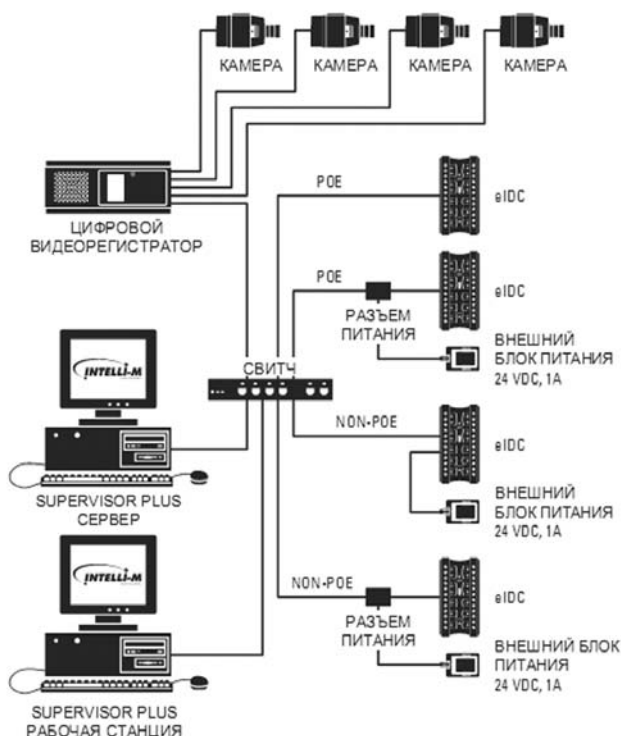 КАМЕРА КАМЕРА КАМЕРА КАМЕРА
ЦИФРОВОЙ
ВИДЕОРЕГИСТРАТОР
POE
eIDC
POE
eIDC
РАЗЪЕМ
ПИТАНИЯ
ВНЕШНИЙ
БЛОК ПИТАНИЯ
24 VDC, 1A
СВИТЧ
INTELLi-M
SUPERVISOR PLUS
СЕРВЕР
NON-POE
eIDC
ВНЕШНИЙ
БЛОК ПИТАНИЯ
24 VDC, 1A
INTELLi-M
SUPERVISOR PLUS
РАБОЧАЯ СТАНЦИЯ
NON-POE
eIDC
РАЗЪЕМ
ПИТАНИЯ
ВНЕШНИЙ БЛОК
ПИТАНИЯ
24 VDC, 1A